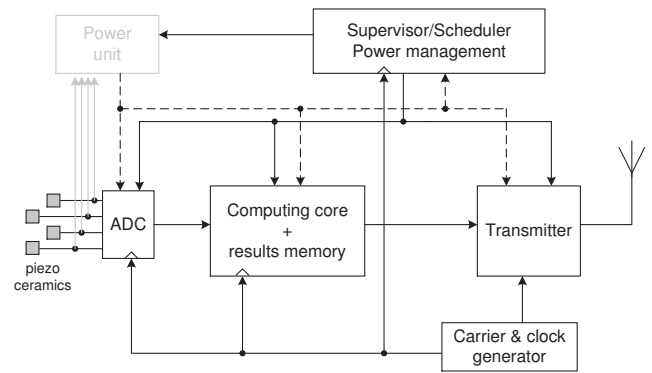 Power
unit
Supervisor/Scheduler
Power management
ADC
Computing core
+
results memory
Transmitter
piezo
ceramics
Carrier & clock
generator